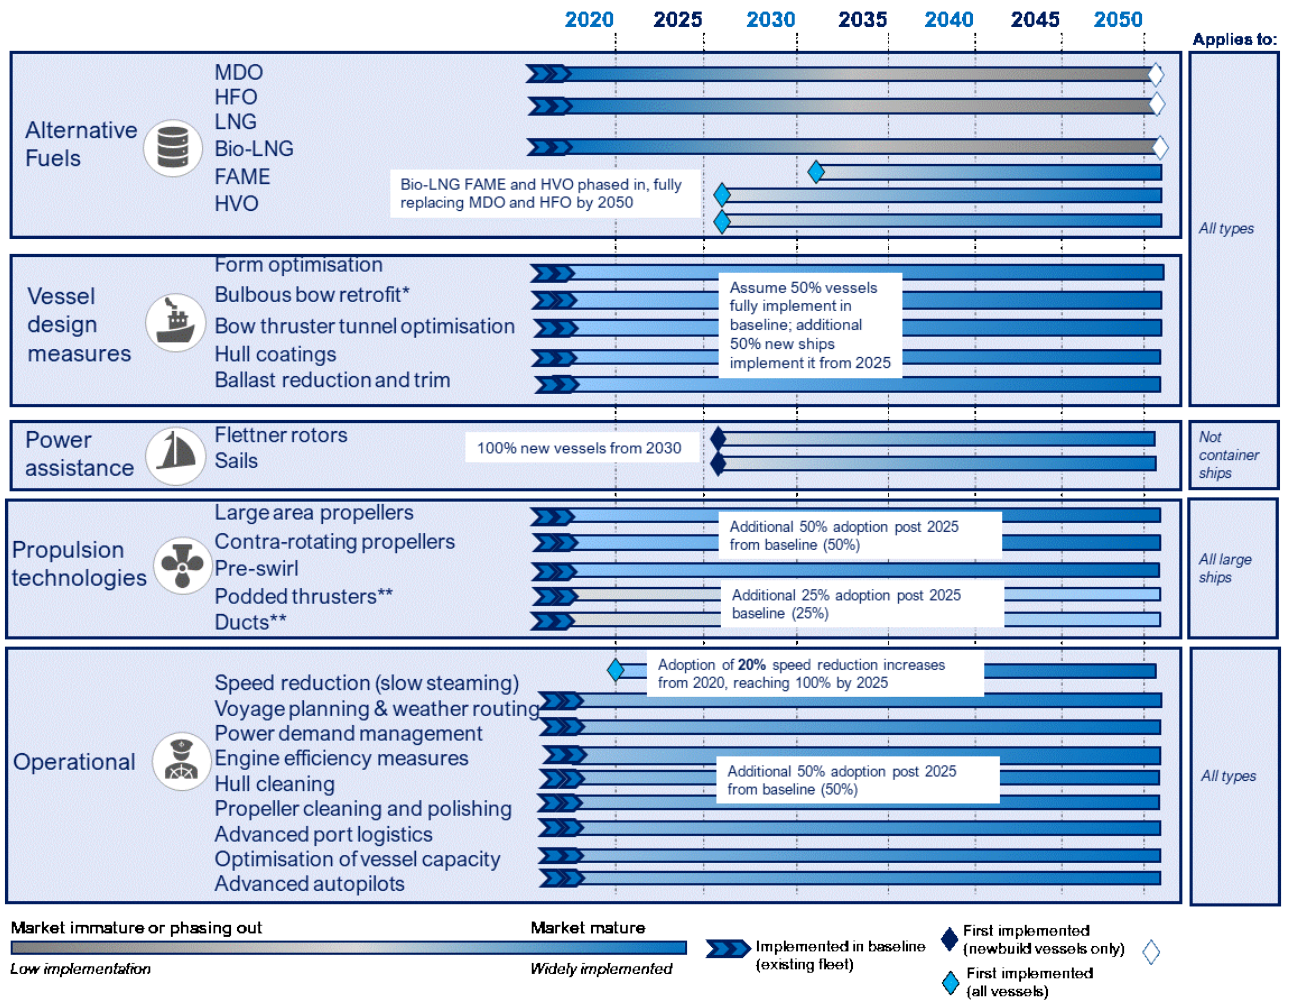 2020 2025 2030 2035 2040 2045 2050
Applies to:
Alternative
Fuels
MDO
HFO
LNG
Bio-LNG
FAME
HVO
Bio-LNG FAME and HVO phased in, fully
replacing MDO and HFO by 2050
All types
Vessel
design
measures
Form optimisation
Bulbous bow retrofit*
Bow thruster tunnel optimisation
Hull coatings
Ballast reduction and trim
Assume 50% vessels
fully implement in
baseline; additional
50% new ships
implement it from 2025
Power
assistance
Flettner rotors
Sails
100% new vessels from 2030
Not
container
ships
Propulsion
technologies
Large area propellers
Contra-rotating propellers
Pre-swirl
Podded thrusters**
Ducts**
Additional 50% adoption post 2025
from baseline (50%)
Additional 25% adoption post 2025
baseline (25%)
All large
ships
Operational
Speed reduction (slow steaming)
Voyage planning & weather routing
Power demand management
Engine efficiency measures
Hull cleaning
Propeller cleaning and polishing
Advanced port logistics
Optimisation of vessel capacity
Advanced autopilots
Adoption of 20% speed reduction increases
from 2020, reaching 100% by 2025
Additional 50% adoption post 2025
from baseline (50%)
All types
Market immature or phasing out
Market mature
Low implementation
Widely implemented
Implemented in baseline
(existing fleet)
First implemented
(newbuild vessels only)
First implemented
(all vessels)